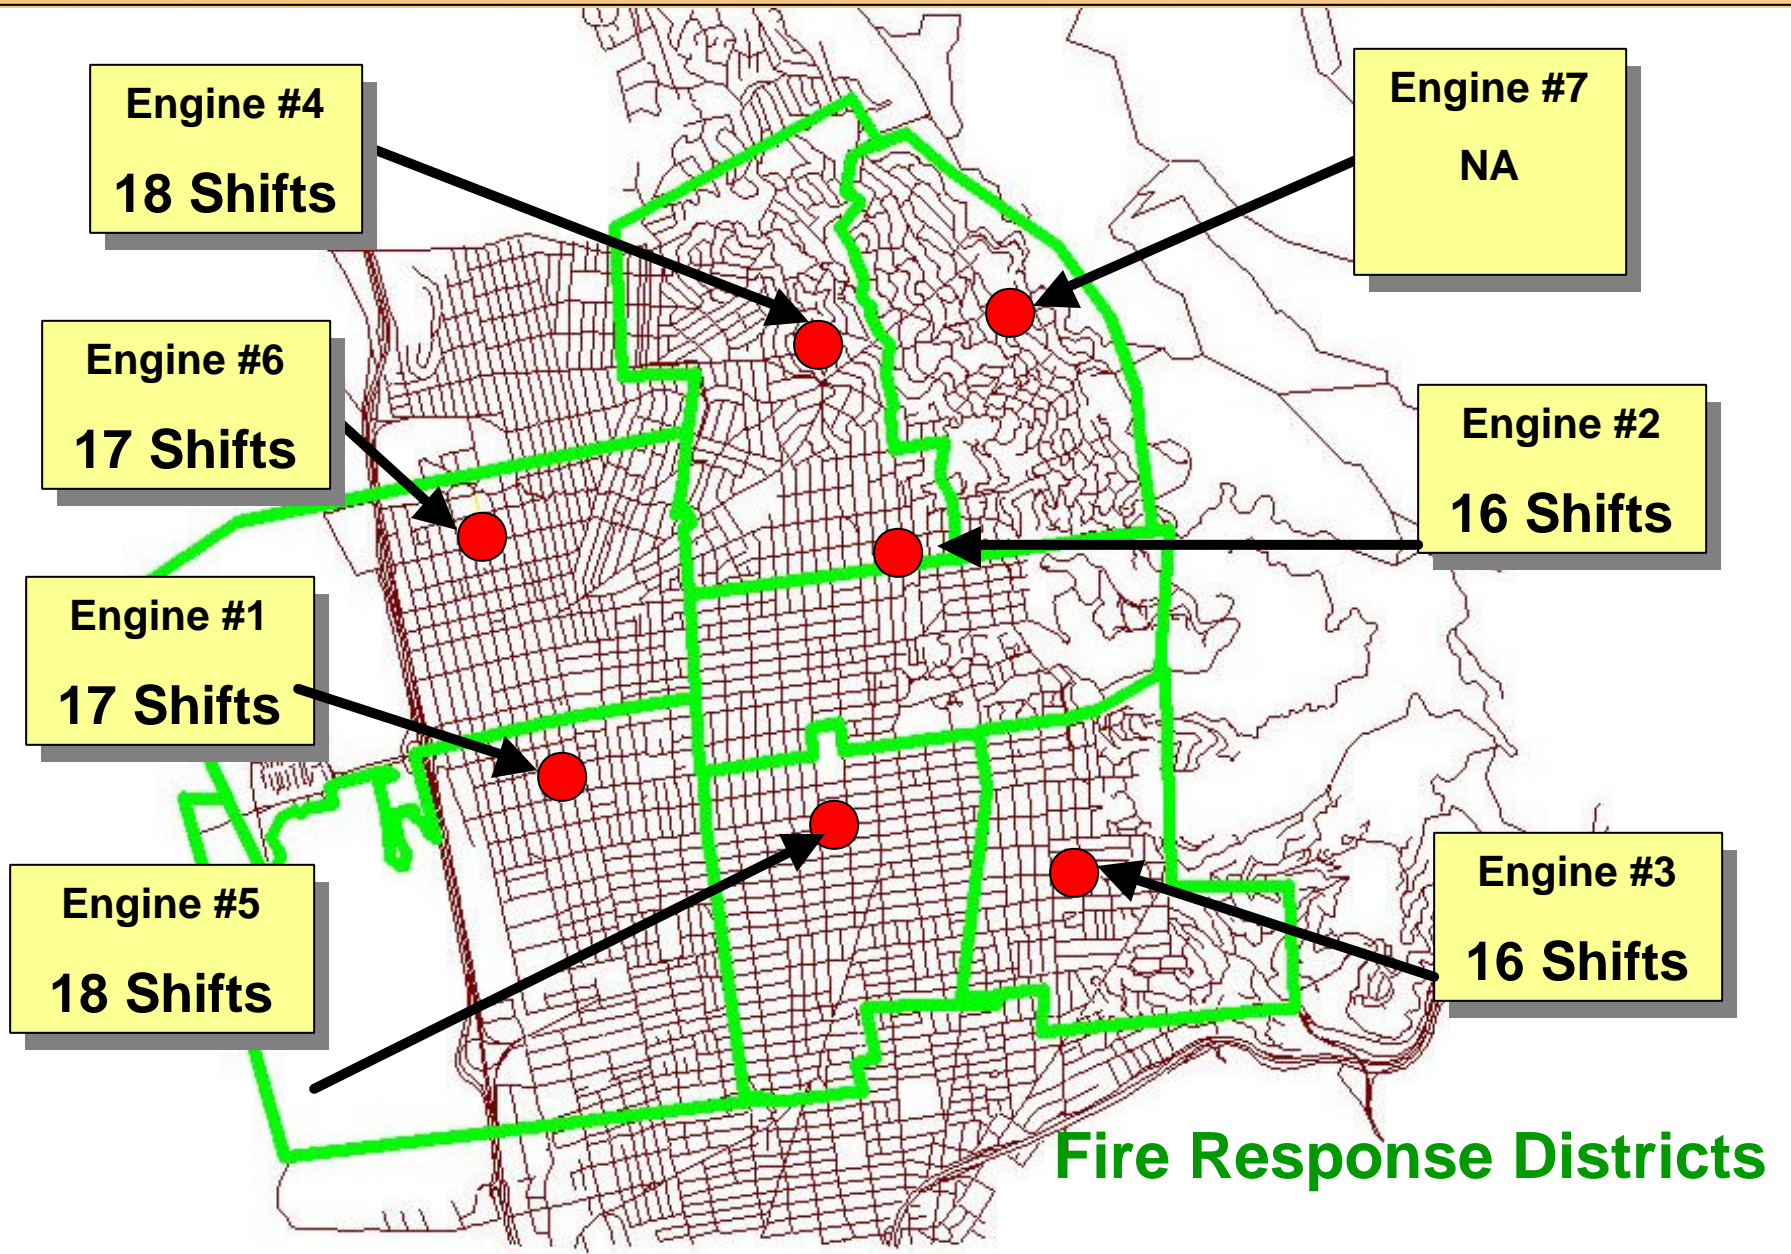 Engine #4
18 Shifts
Engine #7
NA
Engine #6
17 Shifts
Engine #2
16 Shifts
Engine #1
17 Shifts
Engine #5
18 Shifts
Engine #3
16 Shifts
Fire Response Districts